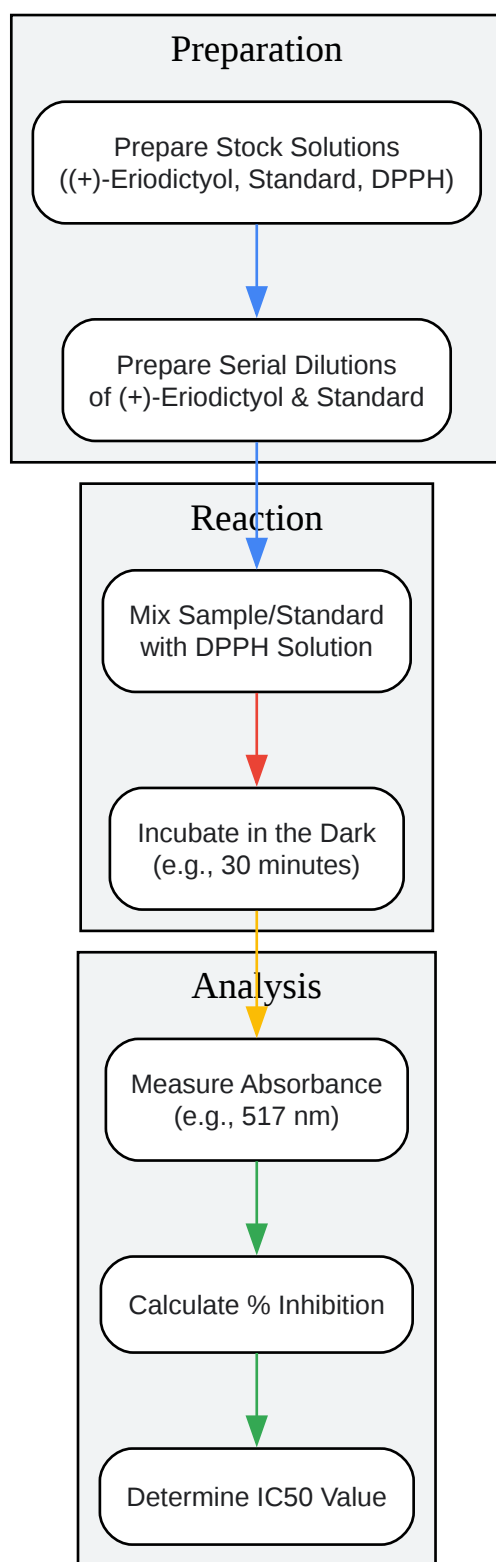 Preparation
Prepare Stock Solutions
((+)-Eriodictyol, Standard, DPPH)
Prepare Serial Dilutions
of (+)-Eriodictyol & Standard
Reaction
Mix Sample/Standard
with DPPH Solution
Incubate in the Dark
(e.g., 30 minutes)
Analysis
Measure Absorbance
(e.g., 517 nm)
Calculate % Inhibition
Determine IC50 Value